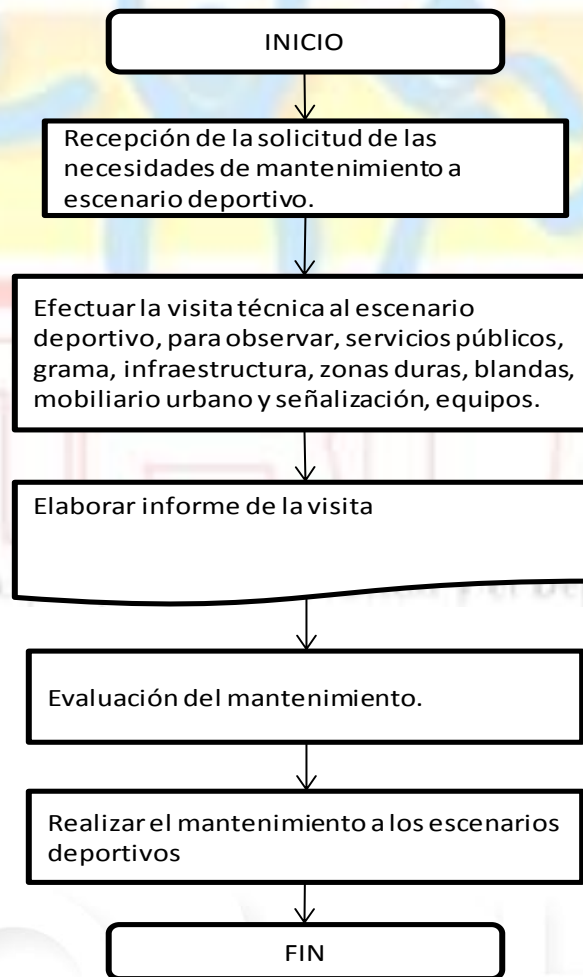 INICIO
Recepción de la solicitud de las
necesidades de mantenimiento a
escenario deportivo.
Efectuar la visita técnica al escenario
deportivo, para observar, servicios públicos,
grama, infraestructura, zonas duras, blandas,
mobiliario urbano y señalización, equipos.
Elaborar informe de la visita
y el De
Evaluación del mantenimiento.
Realizar el mantenimiento a los escenarios
deportivos
FIN